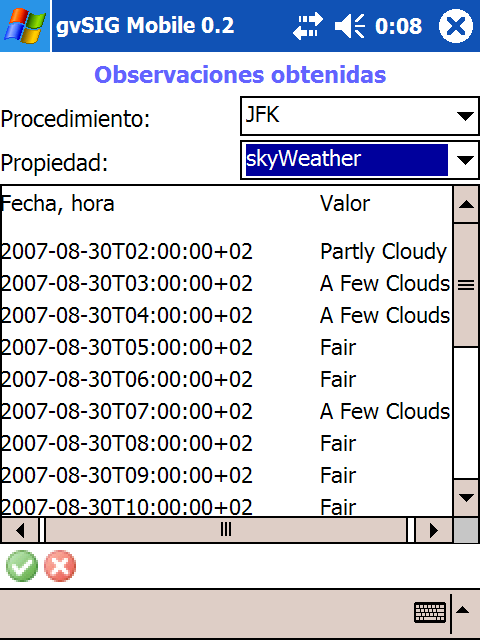 gvSIG Mobile 0.2 0:08
Observaciones obtenidas
Procedimiento: JFK
Propiedad: skyWeather
Fecha, hora Valor
2007-08-30T02:00:00+02 Partly Cloudy
2007-08-30T03:00:00+02 A Few Clouds
2007-08-30T04:00:00+02 A Few Clouds
2007-08-30T05:00:00+02 Fair
2007-08-30T06:00:00+02 Fair
2007-08-30T07:00:00+02 A Few Clouds
2007-08-30T08:00:00+02 Fair
2007-08-30T09:00:00+02 Fair
2007-08-30T10:00:00+02 Fair